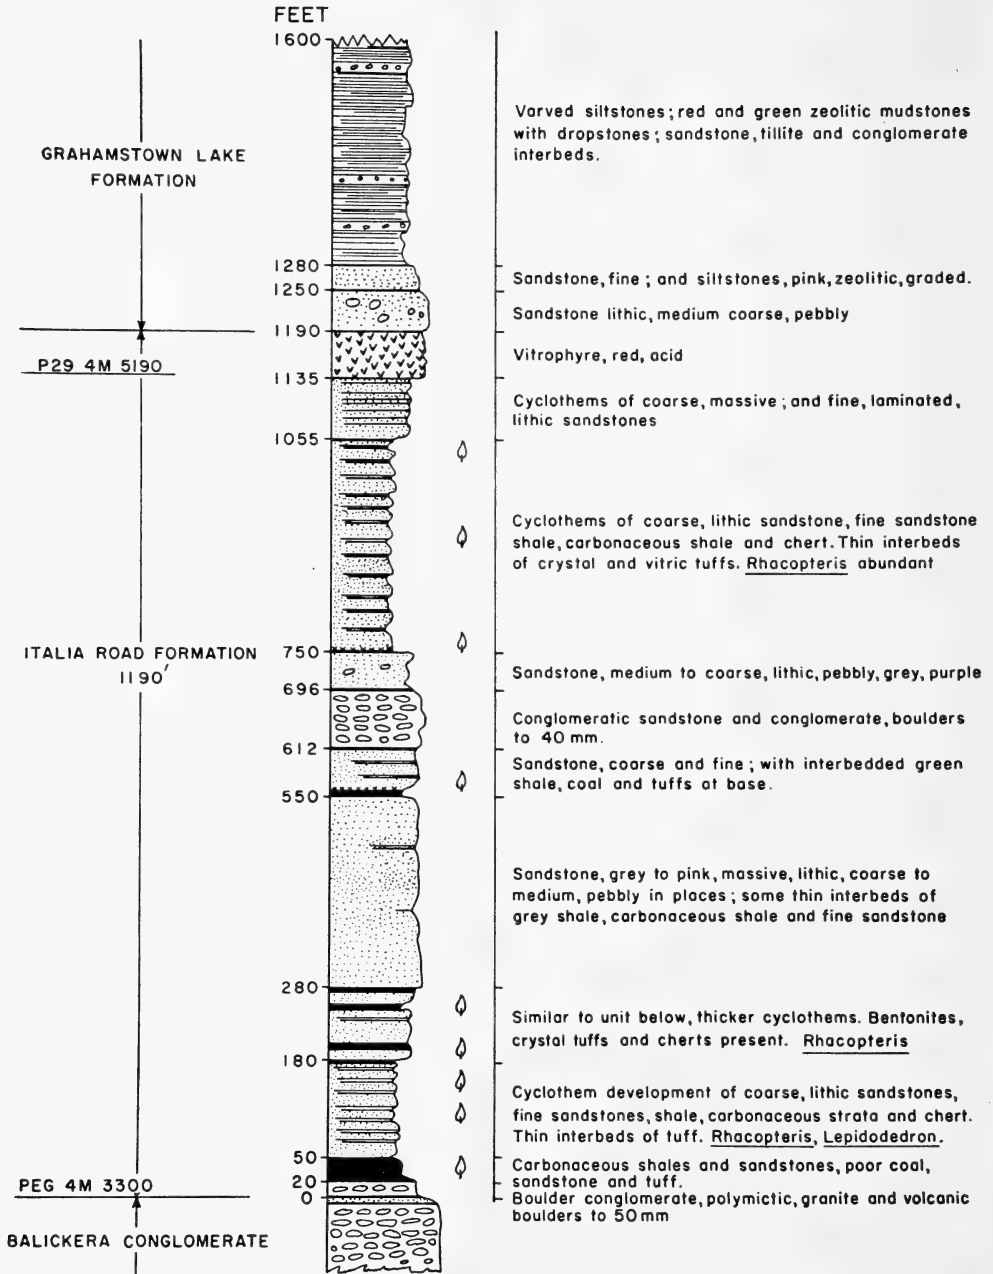 FEET
1600
Varved siltstones; red and green zeolitic mudstones
with dropstones; sandstone, tillite and conglomerate
interbeds.
GRAHAMSTOWN LAKE
FORMATION
1280
Sandstone, fine; and siltstones, pink, zeolitic, graded.
1250
Sandstone lithic, medium coarse, pebbly
1190
Vitrophyre, red, acid
P29 4M 5190
1135
Cyclothems of coarse, massive; and fine, laminated,
lithic sandstones
1055
Cyclothems of coarse, lithic sandstone, fine sandstone
shale, carbonaceous shale and chert. Thin interbeds
of crystal and vitric tuffs. Rhacopteris abundant
ITALIA ROAD FORMATION
1190'
750
Sandstone, medium to coarse, lithic, pebbly, grey, purple
696
Conglomeratic sandstone and conglomerate, boulders
to 40 mm.
612
Sandstone, coarse and fine; with interbedded green
shale, coal and tuffs at base.
550
Sandstone, grey to pink, massive, lithic, coarse to
medium, pebbly in places; some thin interbeds of
grey shale, carbonaceous shale and fine sandstone
280
Similar to unit below, thicker cyclothems. Bentonites,
crystal tuffs and cherts present. Rhacopteris
180
Cyclothem development of coarse, lithic sandstones,
fine sandstones, shale, carbonaceous strata and chert.
Thin interbeds of tuff. Rhacopteris, Lepidodedron.
50
Carbonaceous shales and sandstones, poor coal,
sandstone and tuff.
20
PEG 4M 3300
0
Boulder conglomerate, polymictic, granite and volcanic
boulders to 50mm
BALICKERA CONGLOMERATE